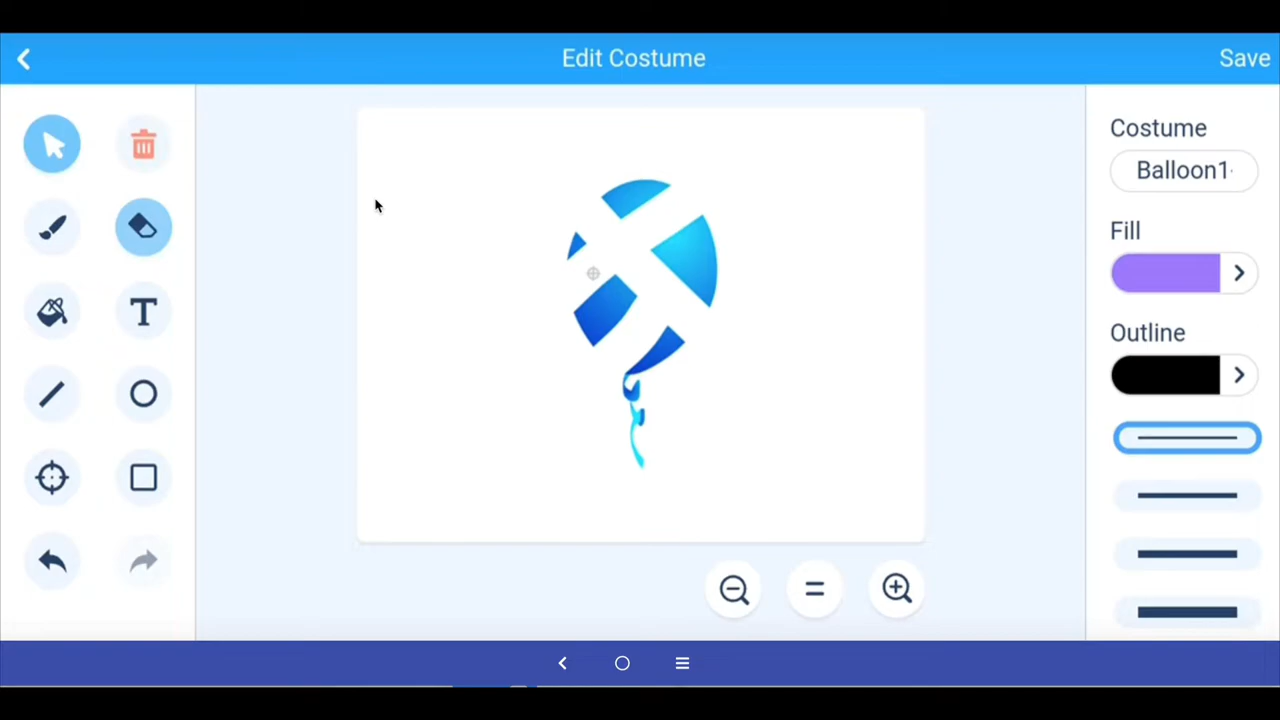 Edit Costume
Save
Costume
Balloon1
Fill
Outline
T